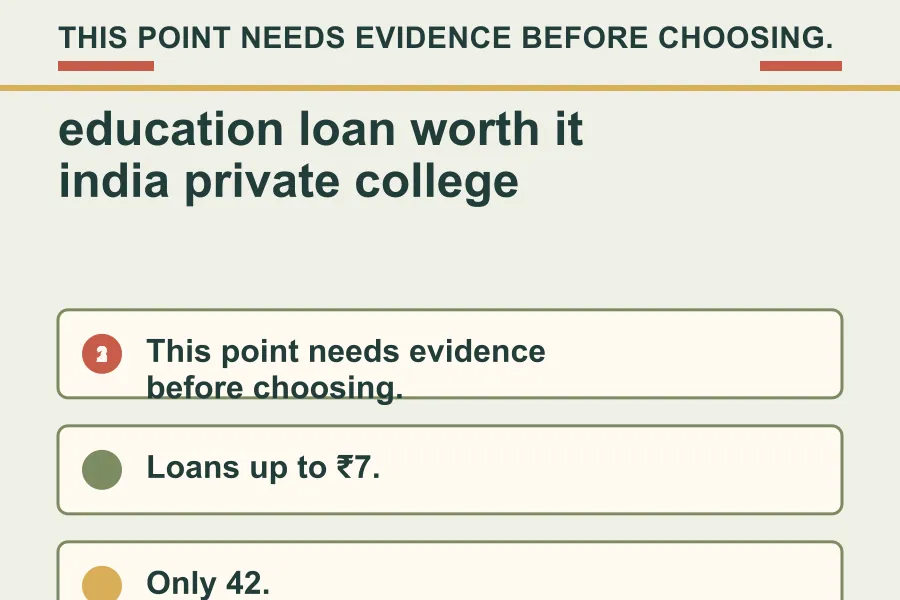 THIS POINT NEEDS EVIDENCE BEFORE CHOOSING.
education loan worth it
india private college
This point needs evidence
before choosing.
Loans up to ₹7.
Only 42.